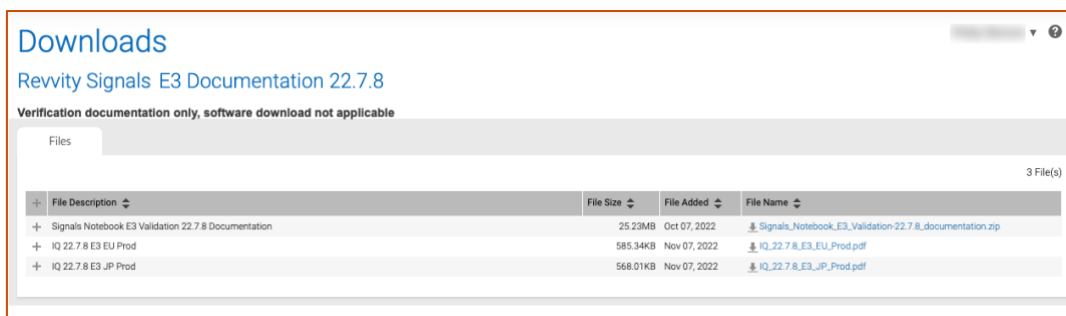 Downloads
Revvity Signals E3 Documentation 22.7.8
Verification documentation only, software download not applicable
Files
3 File(s)
File Description File Size File Added File Name
Signals Notebook E3 Validation 22.7.8 Documentation 25.23MB Oct 07, 2022 Signals_Notebook_E3_Validation-22.7.8_documentation.zip
IQ 22.7.8 E3 EU Prod 585.34KB Nov 07, 2022 IQ_22.7.8_E3_EU_Prod.pdf
IQ 22.7.8 E3 JP Prod 568.01KB Nov 07, 2022 IQ_22.7.8_E3_JP_Prod.pdf